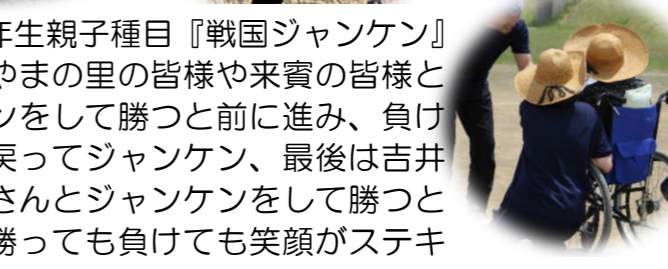 年生親子種目『戦国ジャンケン』
やまの里の皆様や来賓の皆様と
ンをして勝つと前に進み、負け
戻ってジャンケン、最後は吉井
さんとジャンケンをして勝つと
勝っても負けても笑顔がステキ